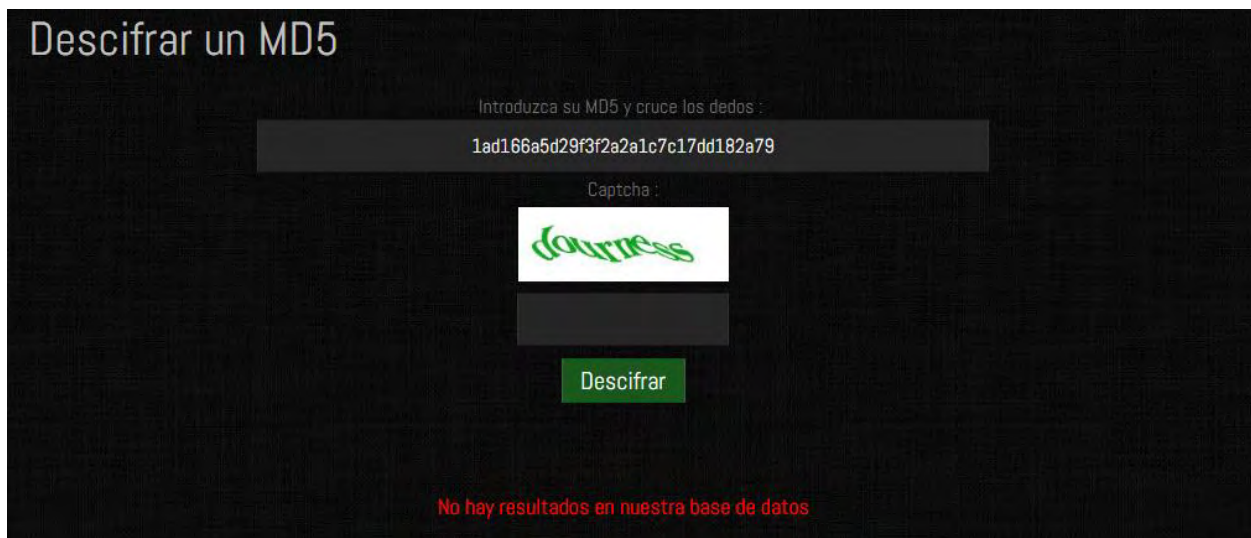 Descifrar un MD5
Introduzca su MD5 y cruce los dedos :
1ad166a5d29f3f2a2a1c7c17dd182a79
Captcha :
dourness
Descifrar
No hay resultados en nuestra base de datos